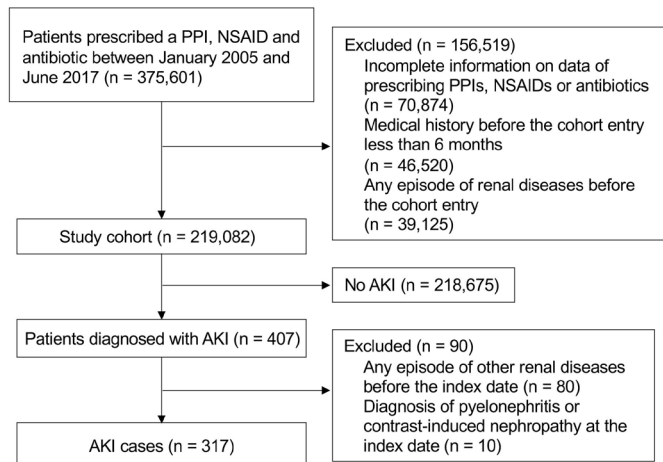 Patients prescribed a PPI, NSAID and
antibiotic between January 2005 and
June 2017 (n = 375,601)
Excluded (n = 156,519)
Incomplete information on data of
prescribing PPIs, NSAIDs or antibiotics
(n = 70,874)
Medical history before the cohort entry
less than 6 months
(n = 46,520)
Any episode of renal diseases before
the cohort entry
(n = 39,125)
Study cohort (n = 219,082)
No AKI (n = 218,675)
Patients diagnosed with AKI (n = 407)
Excluded (n = 90)
Any episode of other renal diseases
before the index date (n = 80)
Diagnosis of pyelonephritis or
contrast-induced nephropathy at the
index date (n = 10)
AKI cases (n = 317)